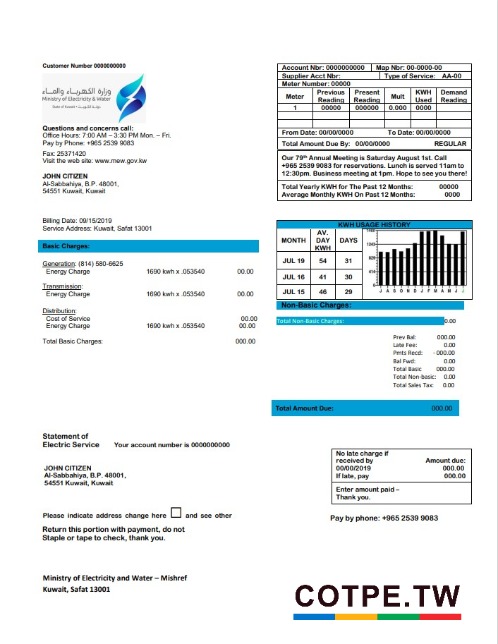 Customer Number 0000000000
وزارة الكهربـاء والمـاء
Ministry of Electricity & Water
Questions and concerns call:
Office Hours: 7:00 AM – 3:30 PM Mon. – Fri.
Pay by Phone: +965 2539 9083
Fax: 25371420
Visit the web site: www.mew.gov.kw
JOHN CITIZEN
Al-Sabbahiya, B.P. 48001,
54551 Kuwait, Kuwait
Billing Date: 09/15/2019
Service Address: Kuwait, Safat 13001
Basic Charges:
Generation: (814) 580-6625
Energy Charge 1690 kwh x .053540 00.00
Transmission:
Energy Charge 1690 kwh x .053540 00.00
Distribution:
Cost of Service 00.00
Energy Charge 1690 kwh x .053540 00.00
Total Basic Charges: 000.00
Account Nbr: 0000000000 Map Nbr: 00-0000-00
Supplier Acct Nbr: Type of Service: AA-00
Meter Number: 00000
Meter Previous Reading Present Reading Mult KWH Used Demand Reading
1 00000 000000 0.000 0000
From Date: 00/00/0000 To Date: 00/00/0000
Total Amount Due By: 00/00/0000 REGULAR
Our 79th Annual Meeting is Saturday August 1st. Call
+965 2539 9083 for reservations. Lunch is served 11am to
12:30pm. Business meeting at 1pm. Hope to see you there!
Total Yearly KWH for The Past 12 Months: 00000
Average Monthly KWH On Past 12 Months: 0000
KWH USAGE HISTORY
MONTH AV. DAY KWH DAYS
JUL 19 54 31
JUL 16 41 30
JUL 15 46 29
J A S O N D J F M A M J J
Non-Basic Charges:
Total Non-Basic Charges: 0.00
Prev Bal: 000.00
Late Fee: 0.00
Pmts Recd: -000.00
Bal Fwd: 0.00
Total Basic 000.00
Total Non-basic: 0.00
Total Sales Tax: 0.00
Total Amount Due: 000.00
Statement of
Electric Service Your account number is 0000000000
JOHN CITIZEN
Al-Sabbahiya, B.P. 48001,
54551 Kuwait, Kuwait
Please indicate address change here and see other
Return this portion with payment, do not
Staple or tape to check, thank you.
No late charge if
received by Amount due:
00/00/2019 000.00
If late, pay 000.00
Enter amount paid –
Thank you.
Pay by phone: +965 2539 9083
Ministry of Electricity and Water – Mishref
Kuwait, Safat 13001
COTPE.TW